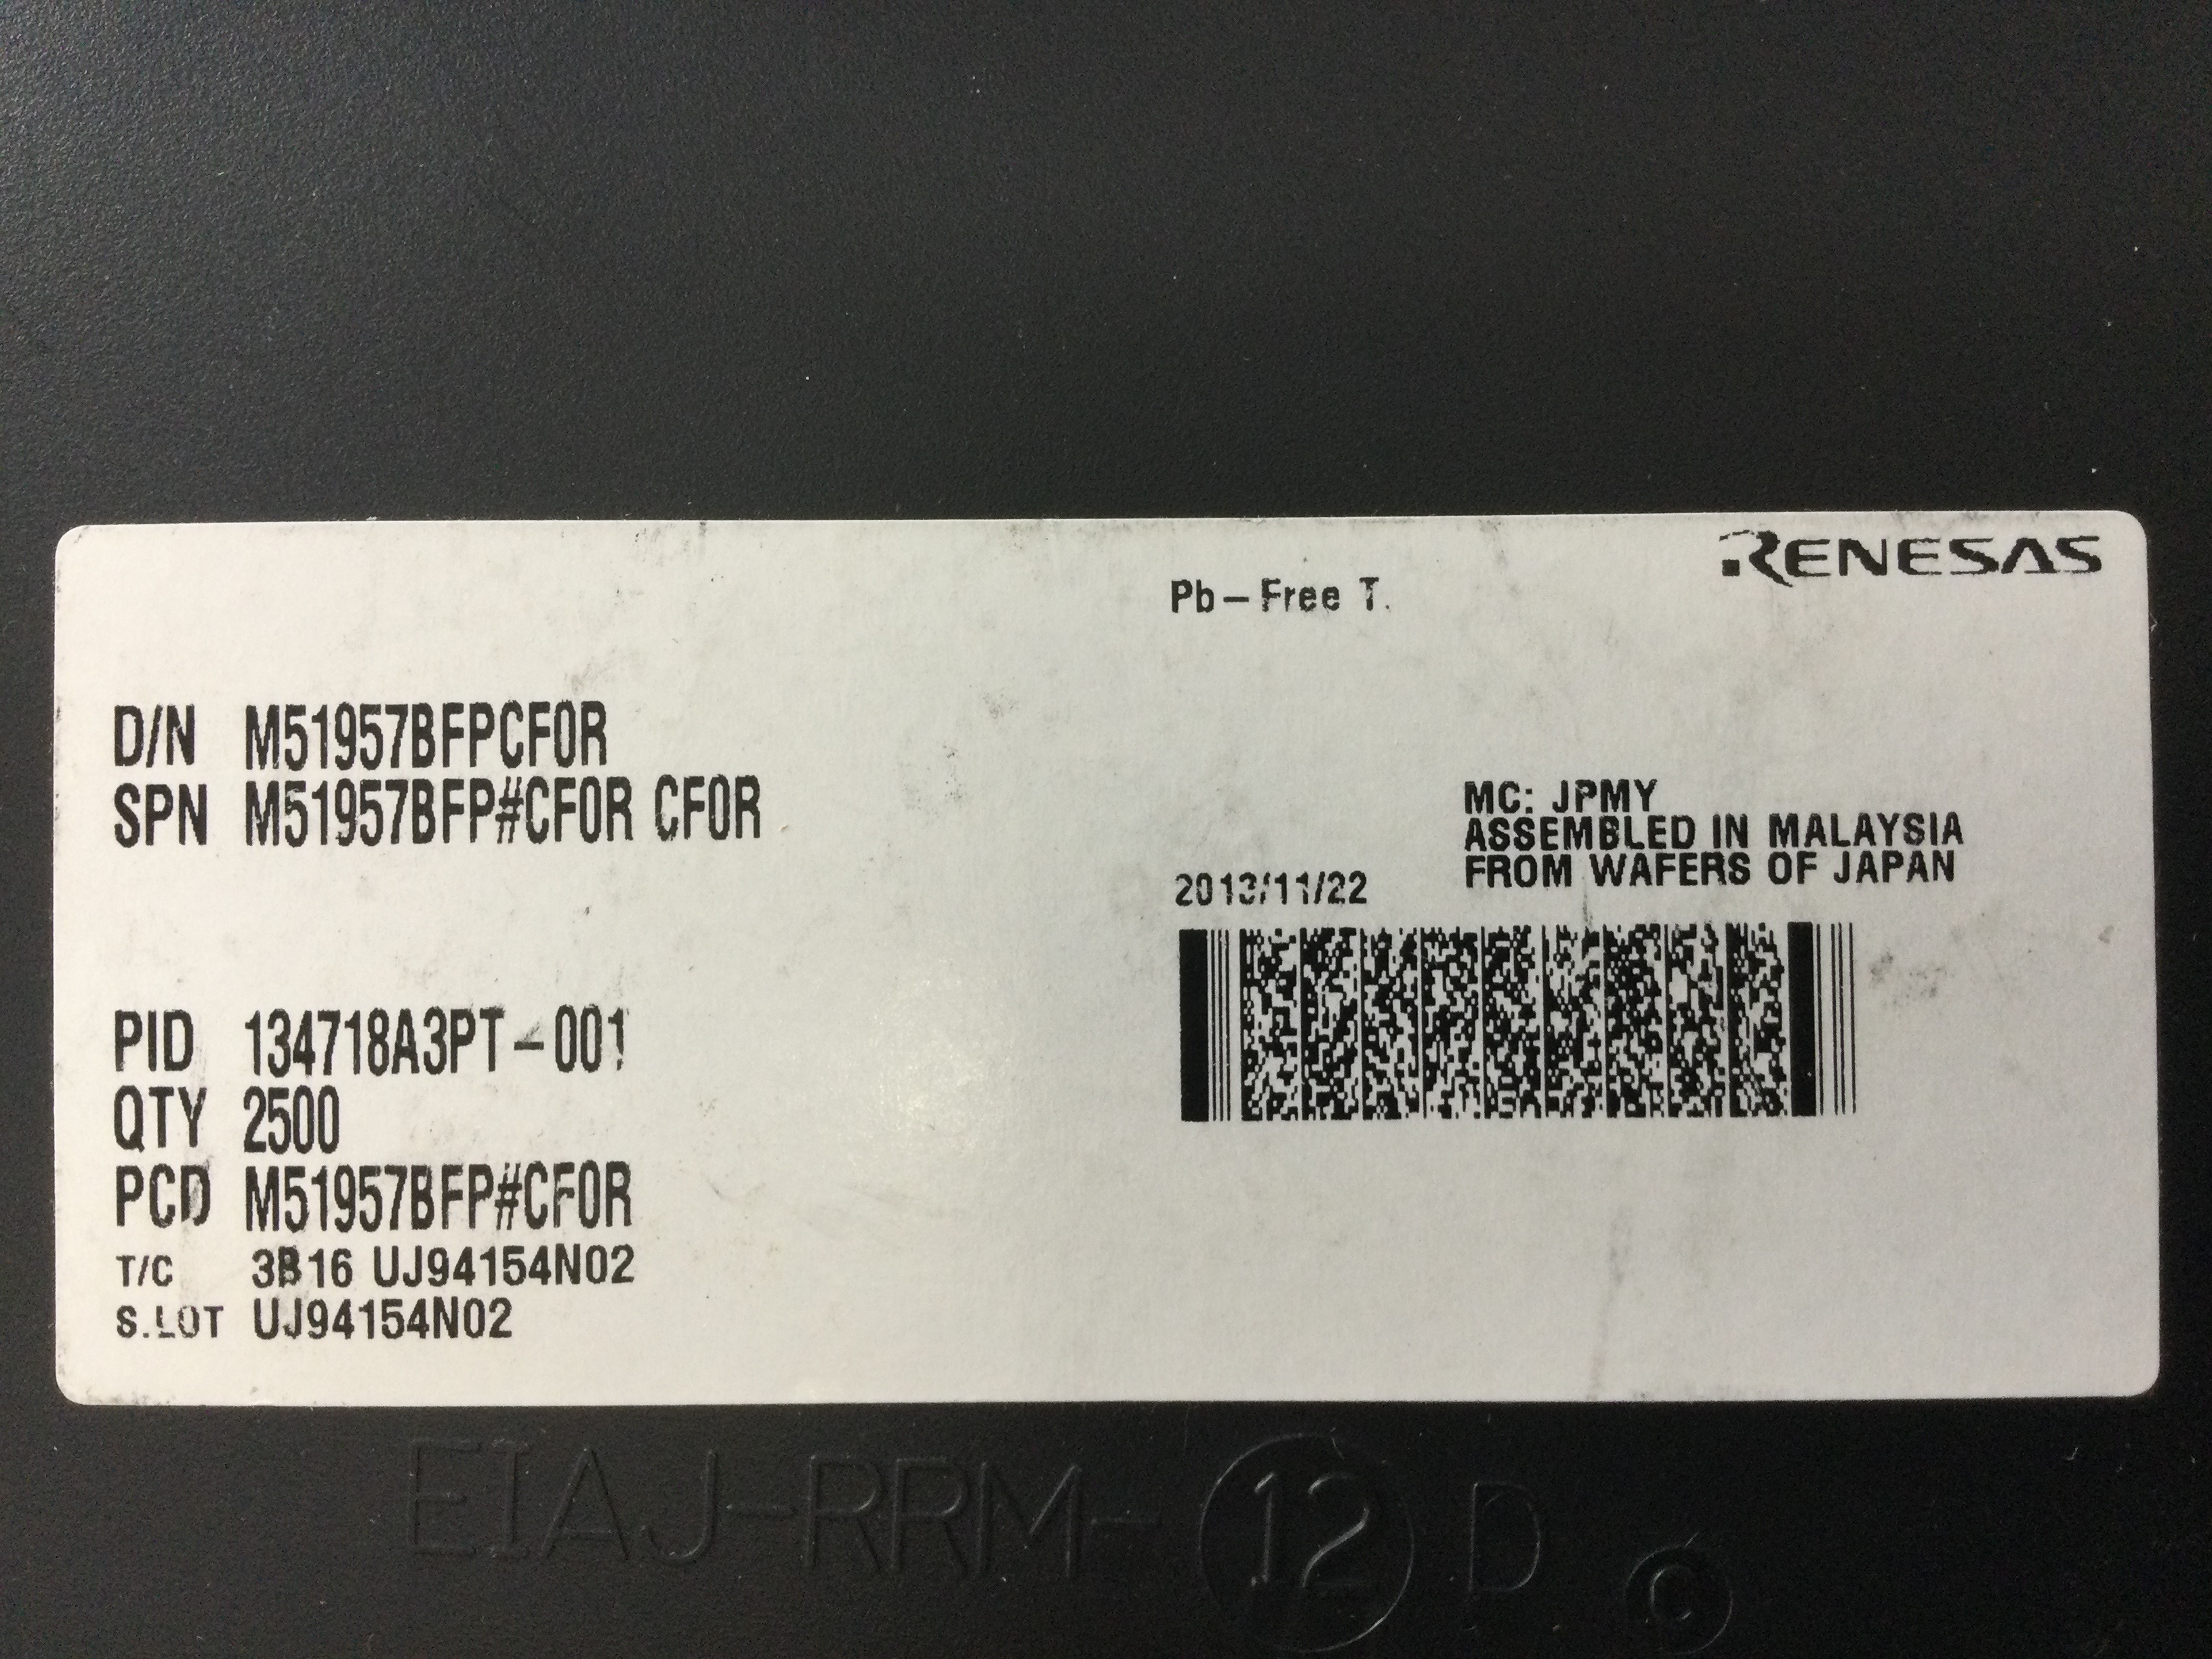 RENESAS
Pb-Free T.
D/N M51957BFPCF0R
SPN M51957BFP#CF0R CF0R
MC: JPMY
ASSEMBLED IN MALAYSIA
FROM WAFERS OF JAPAN
2013/11/22
PID 134718A3PT-001
QTY 2500
PCD M51957BFP#CF0R
T/C 3B16 UJ94154N02
S.LOT UJ94154N02
EIAJ-RRM-12 D C